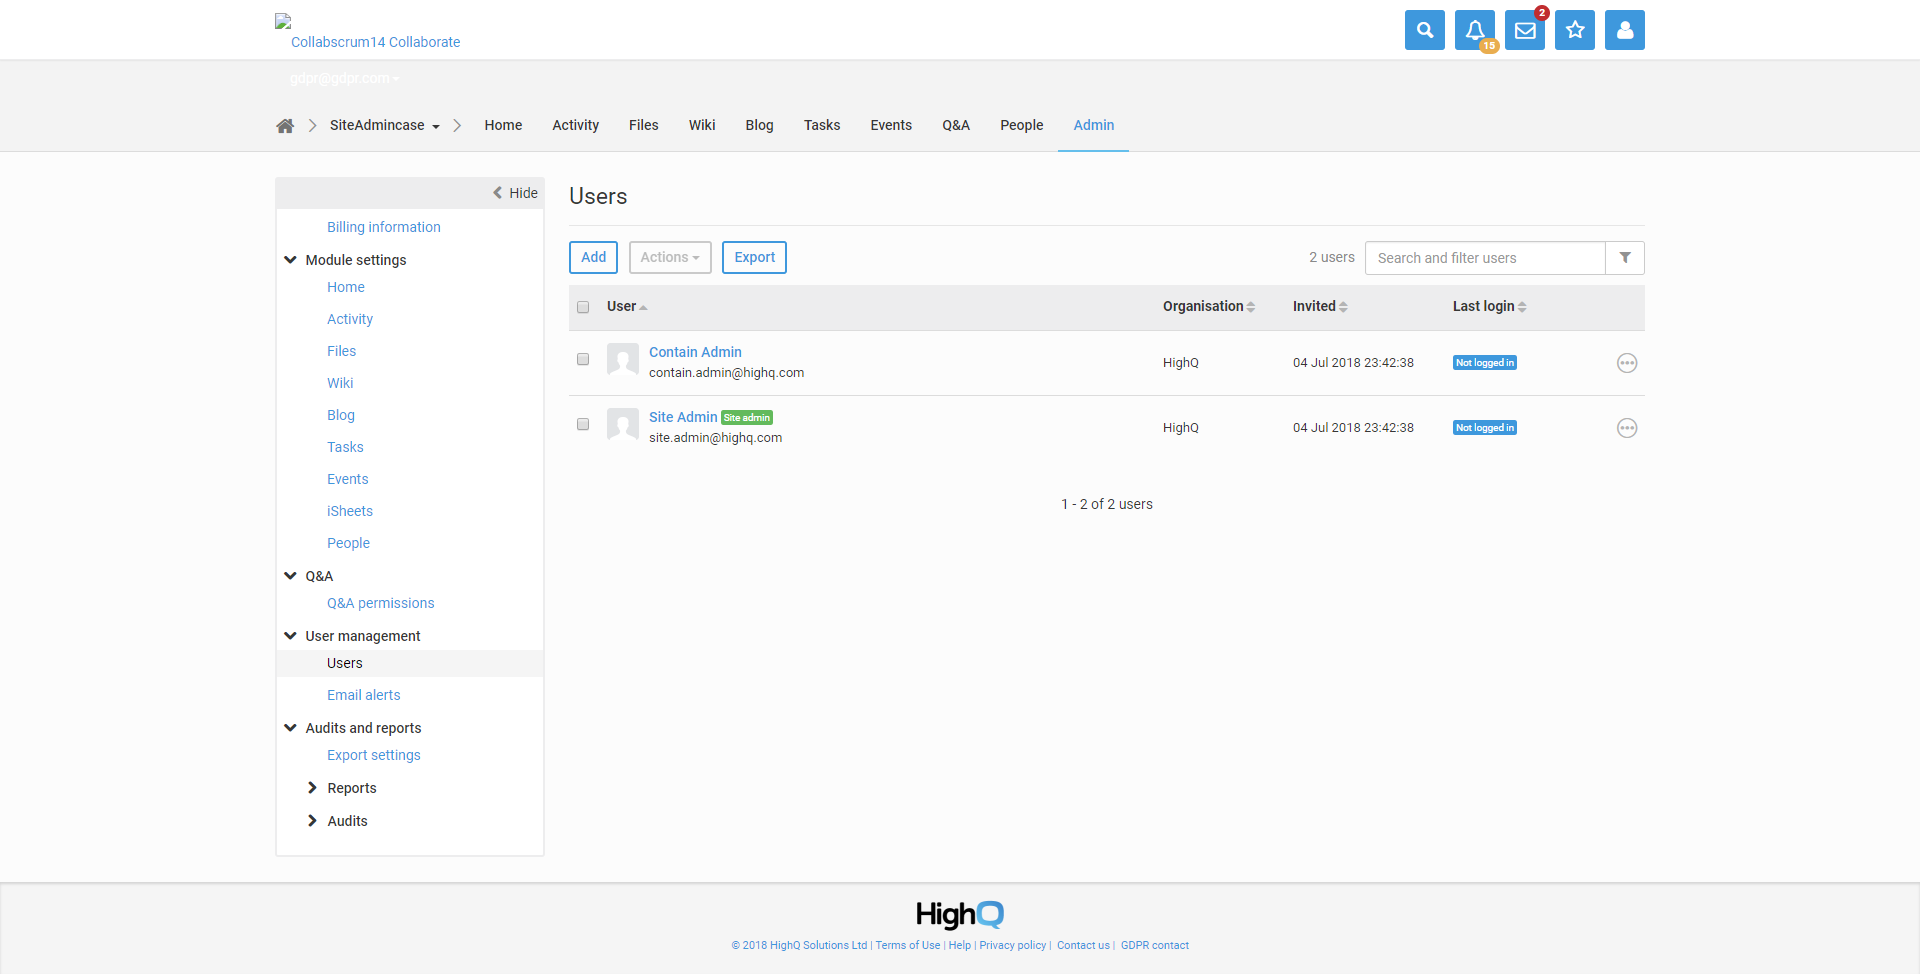 Collabscrum14 Collaborate
15
2
gdpr@gdpr.com
SiteAdmincase
Home
Activity
Files
Wiki
Blog
Tasks
Events
Q&A
People
Admin
Hide
Billing information
Module settings
Home
Activity
Files
Wiki
Blog
Tasks
Events
iSheets
People
Q&A
Q&A permissions
User management
Users
Email alerts
Audits and reports
Export settings
Reports
Audits
Users
Add
Actions
Export
2 users
Search and filter users
User
Organisation
Invited
Last login
Contain Admin
contain.admin@highq.com
HighQ
04 Jul 2018 23:42:38
Not logged in
Site Admin Site admin
site.admin@highq.com
HighQ
04 Jul 2018 23:42:38
Not logged in
1 - 2 of 2 users
HighQ
© 2018 HighQ Solutions Ltd | Terms of Use | Help | Privacy policy | Contact us | GDPR contact